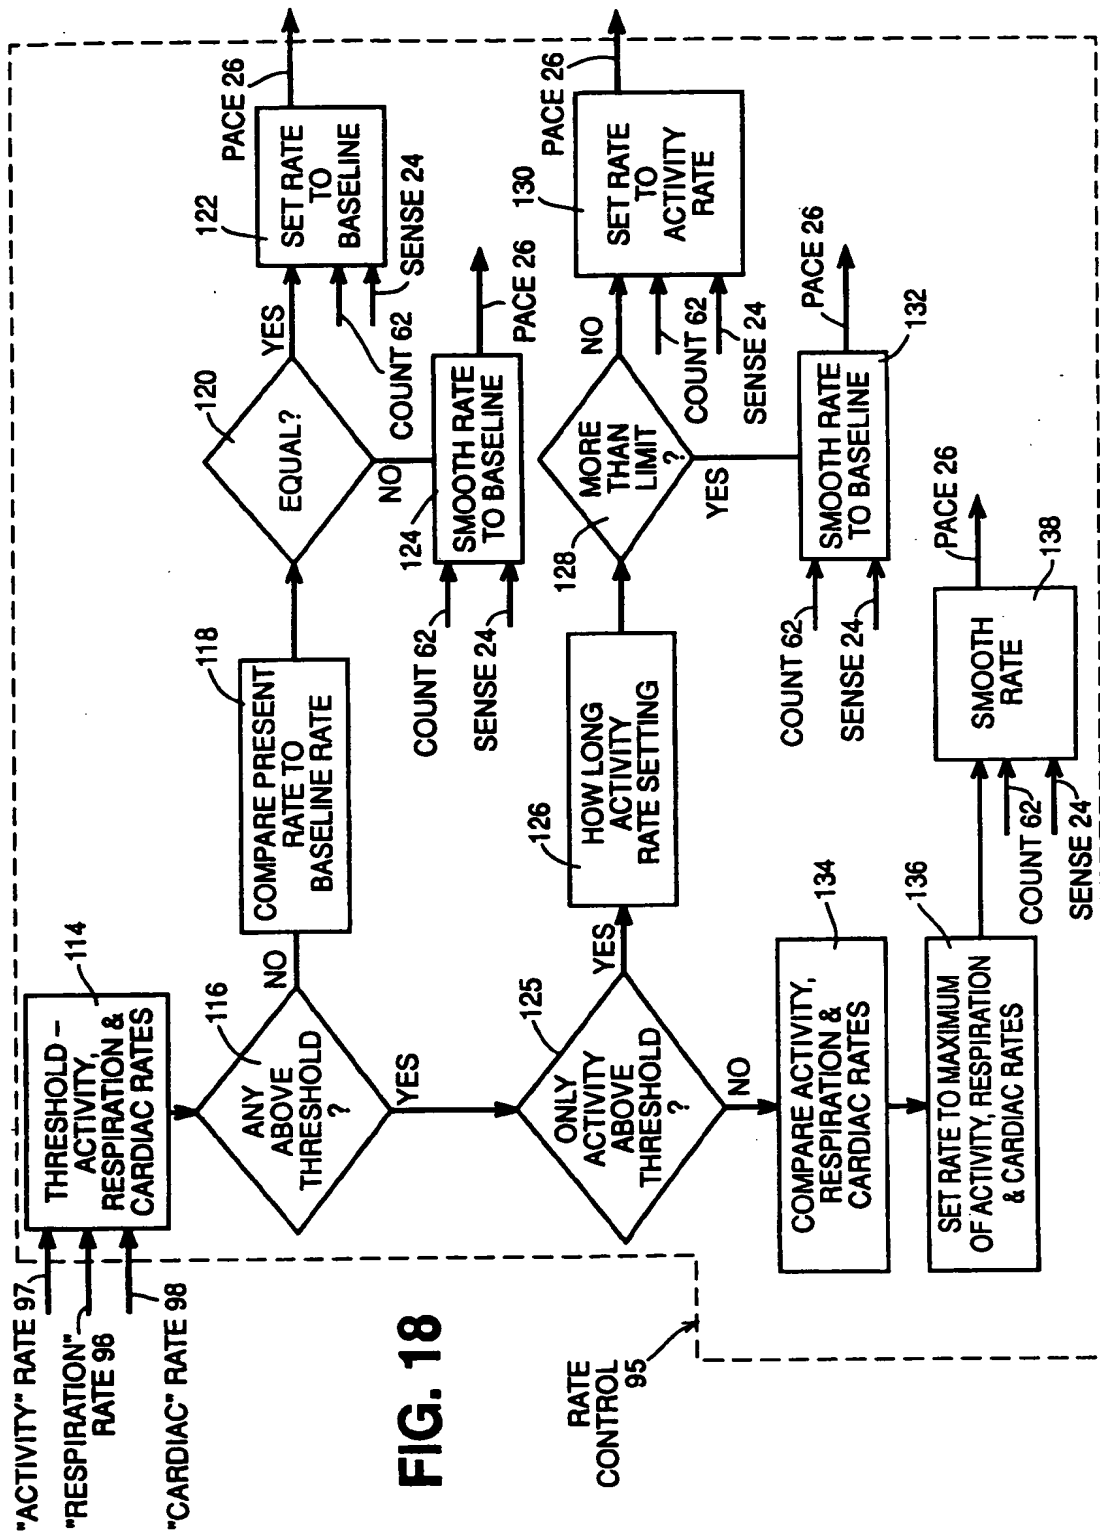 "ACTIVITY" RATE 97
"RESPIRATION"
RATE 96
"CARDIAC" RATE 98
114
THRESHOLD –
ACTIVITY,
RESPIRATION &
CARDIAC RATES
116
ANY
ABOVE
THRESHOLD
?
NO
YES
118
COMPARE PRESENT
RATE TO
BASELINE RATE
120
EQUAL?
YES
NO
122
SET RATE
TO
BASELINE
PACE 26
COUNT 62
SENSE 24
124
SMOOTH RATE
TO BASELINE
PACE 26
COUNT 62
SENSE 24
125
ONLY
ACTIVITY
ABOVE
THRESHOLD
?
YES
NO
126
HOW LONG
ACTIVITY
RATE SETTING
128
MORE
THAN
LIMIT
?
NO
YES
130
SET RATE
TO
ACTIVITY
RATE
PACE 26
COUNT 62
SENSE 24
132
SMOOTH RATE
TO BASELINE
PACE 26
COUNT 62
SENSE 24
134
COMPARE ACTIVITY,
RESPIRATION &
CARDIAC RATES
136
SET RATE TO MAXIMUM
OF ACTIVITY, RESPIRATION
& CARDIAC RATES
138
SMOOTH
RATE
PACE 26
COUNT 62
SENSE 24
RATE
CONTROL
95
FIG. 18